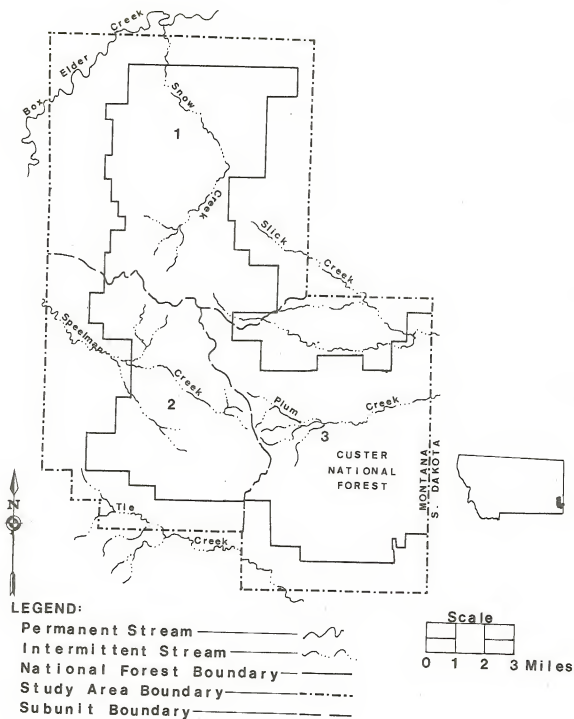 Box Elder Creek
Snow
1
Creek
Slick
Creek
Speelman
Creek
2
Plum
Creek
3
CUSTER
NATIONAL
FOREST
MONTANA
S. DAKOTA
N
Tie
Creek
LEGEND:
Permanent Stream
Intermittent Stream
National Forest Boundary
Study Area Boundary
Subunit Boundary
Scale
0 1 2 3 Miles